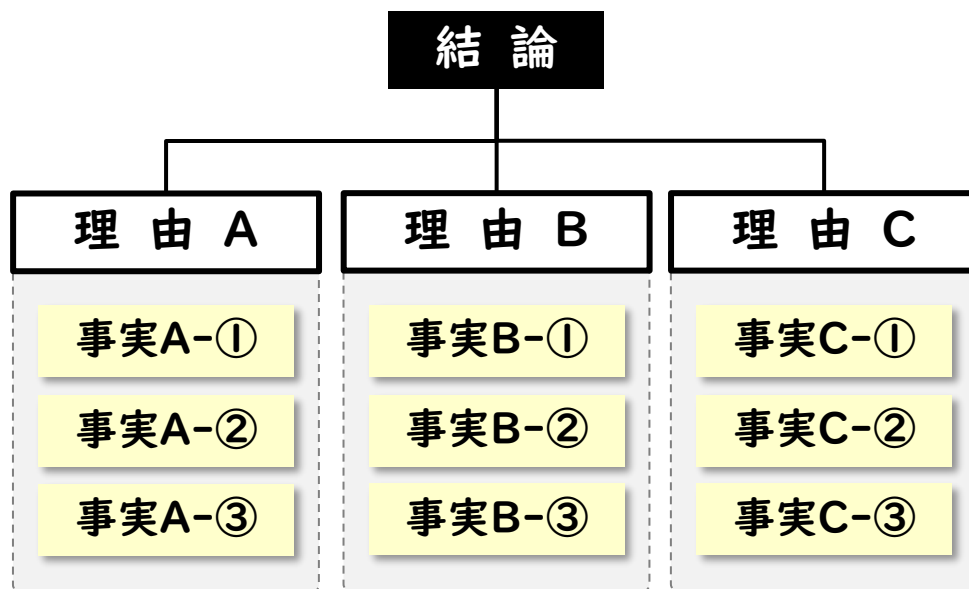 結 論
理 由 A
理 由 B
理 由 C
事実A-①
事実A-②
事実A-③
事実B-①
事実B-②
事実B-③
事実C-①
事実C-②
事実C-③